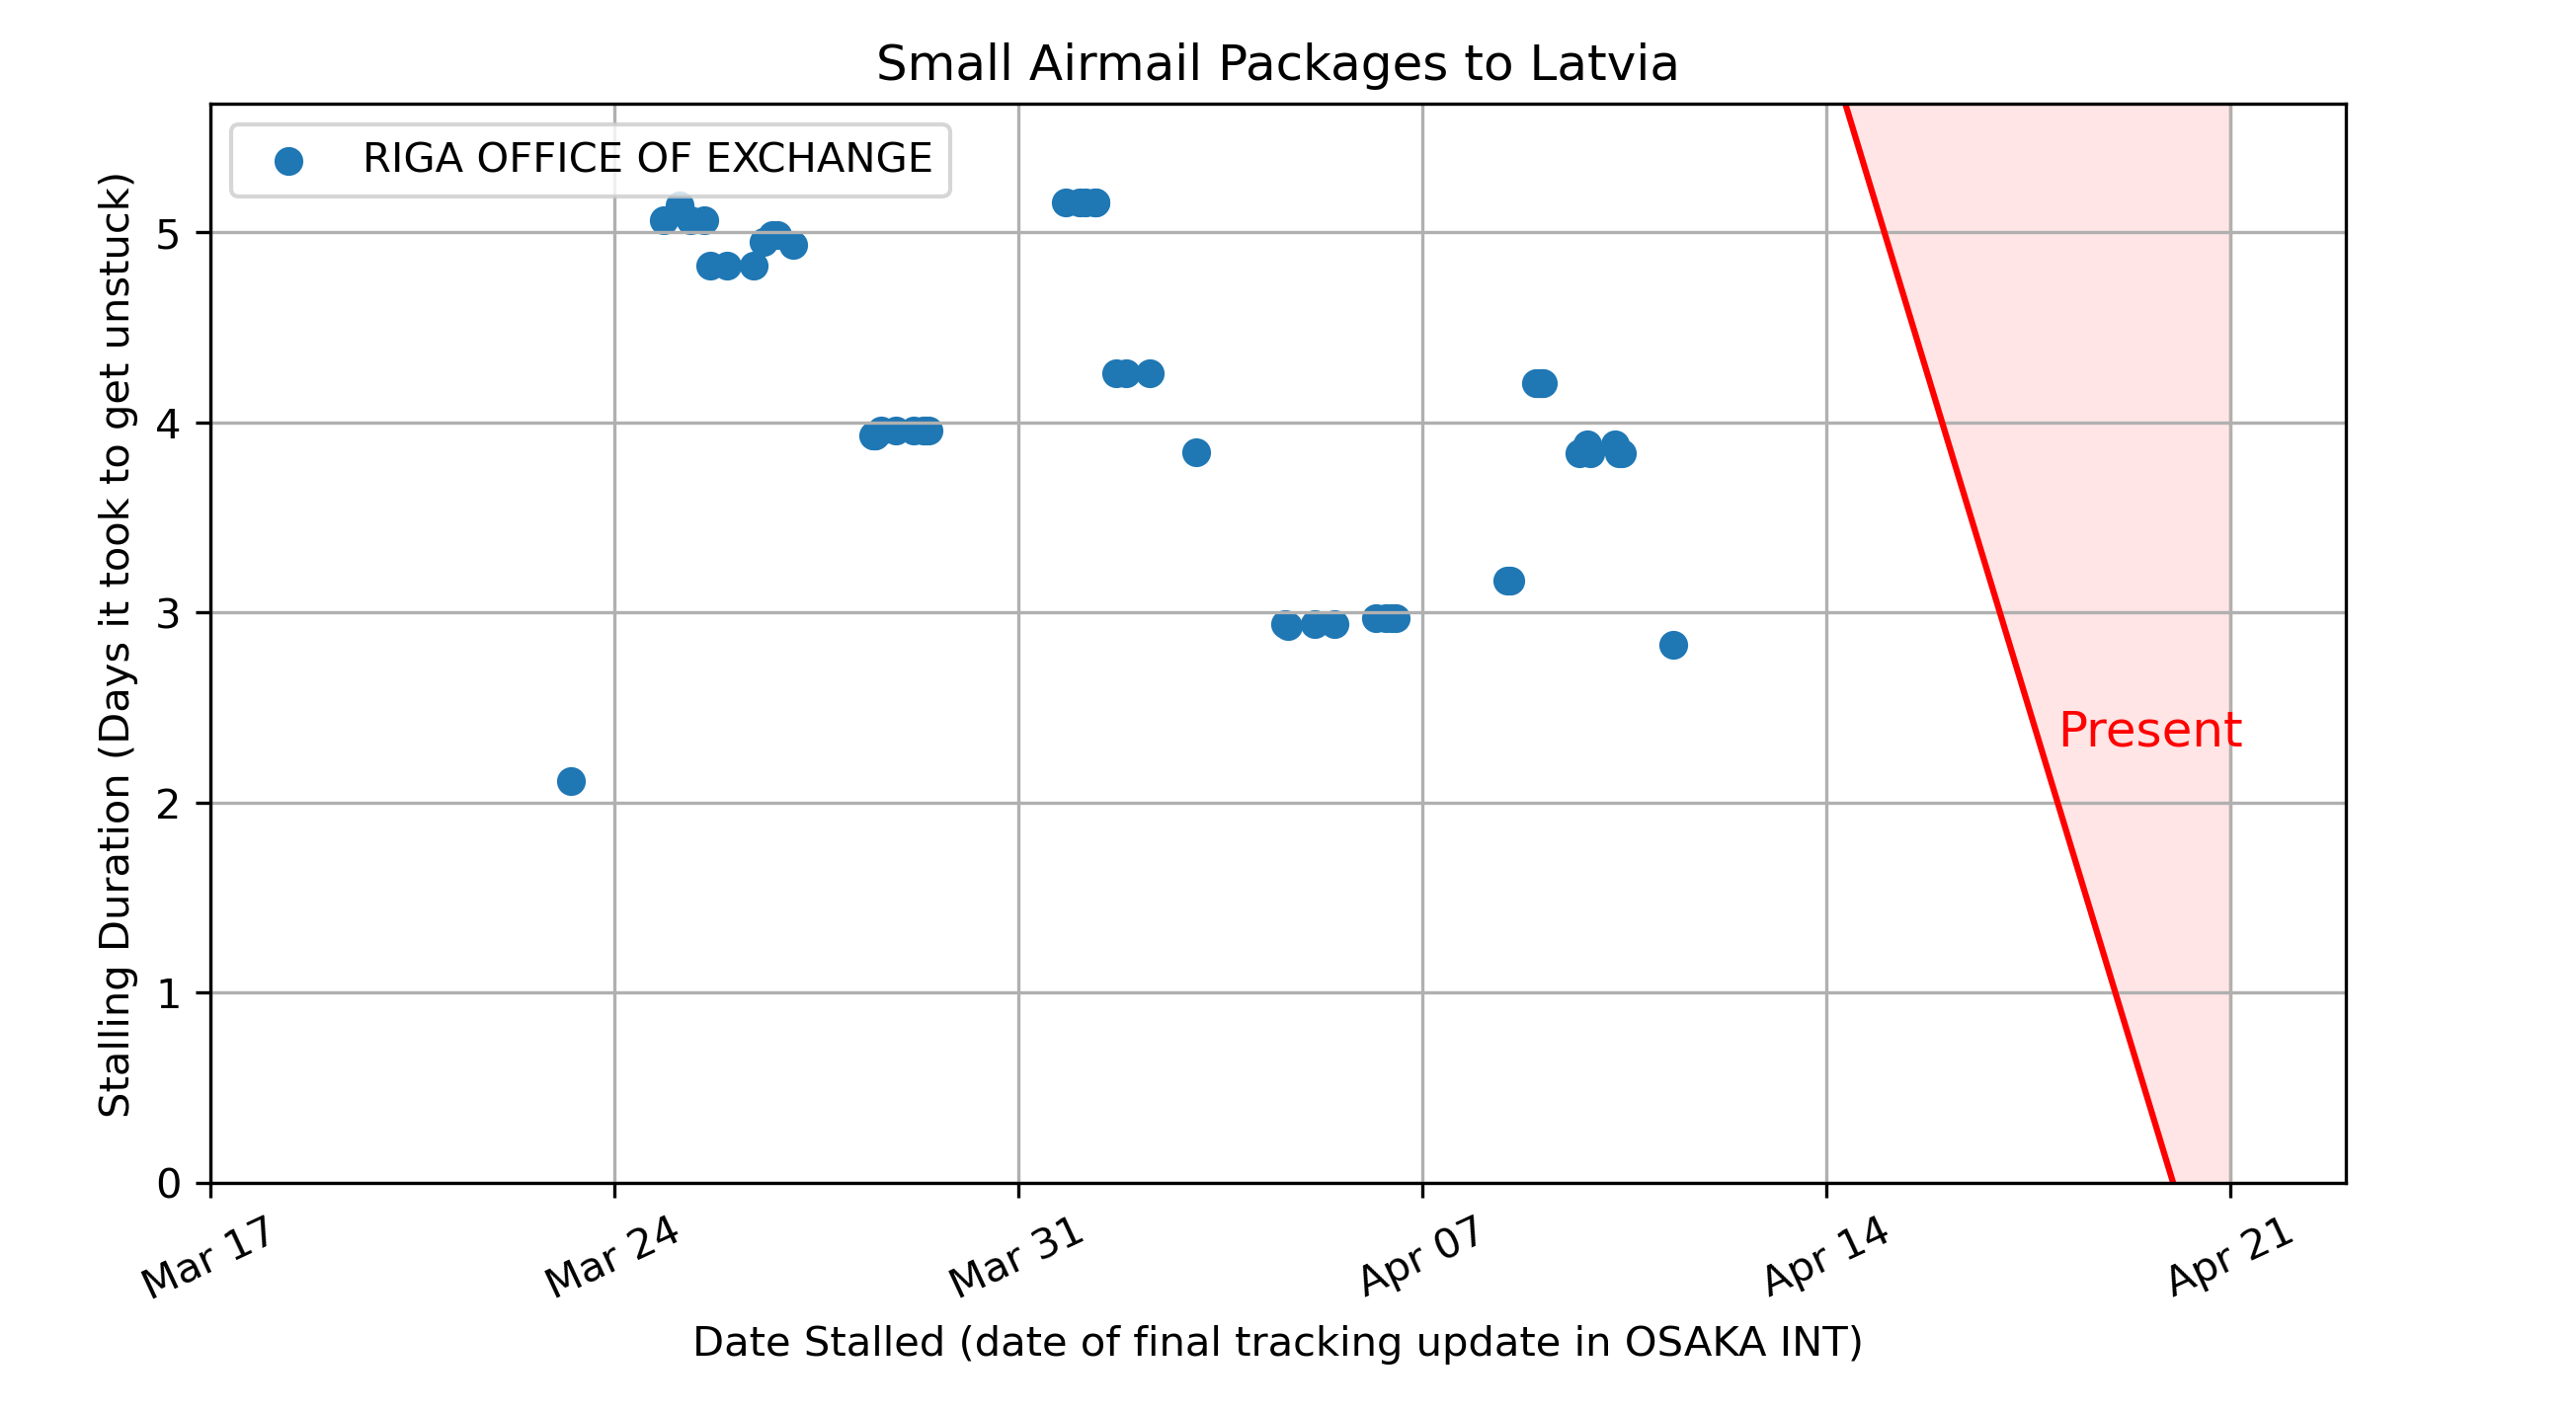 Small Airmail Packages to Latvia
RIGA OFFICE OF EXCHANGE
Stalling Duration (Days it took to get unstuck)
5
4
3
2
1
0
Present
Mar 17
Mar 24
Mar 31
Apr 07
Apr 14
Apr 21
Date Stalled (date of final tracking update in OSAKA INT)